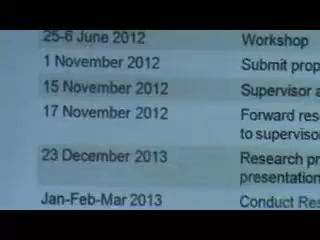 25-6 June 2012 Workshop
1 November 2012 Submit prop
15 November 2012 Supervisor a
17 November 2012 Forward res
to superviso
23 December 2013 Research pr
presentation
Jan-Feb-Mar 2013 Conduct Res